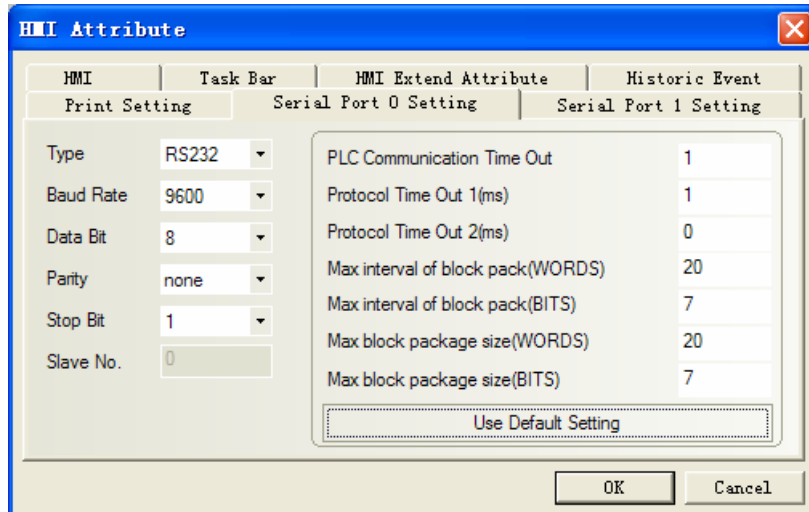 HMI Attribute
HMI Task Bar HMI Extend Attribute Historic Event
Print Setting Serial Port 0 Setting Serial Port 1 Setting
Type RS232
Baud Rate 9600
Data Bit 8
Parity none
Stop Bit 1
Slave No. 0
PLC Communication Time Out 1
Protocol Time Out 1(ms) 1
Protocol Time Out 2(ms) 0
Max interval of block pack(WORDS) 20
Max interval of block pack(BITS) 7
Max block package size(WORDS) 20
Max block package size(BITS) 7
Use Default Setting
OK Cancel